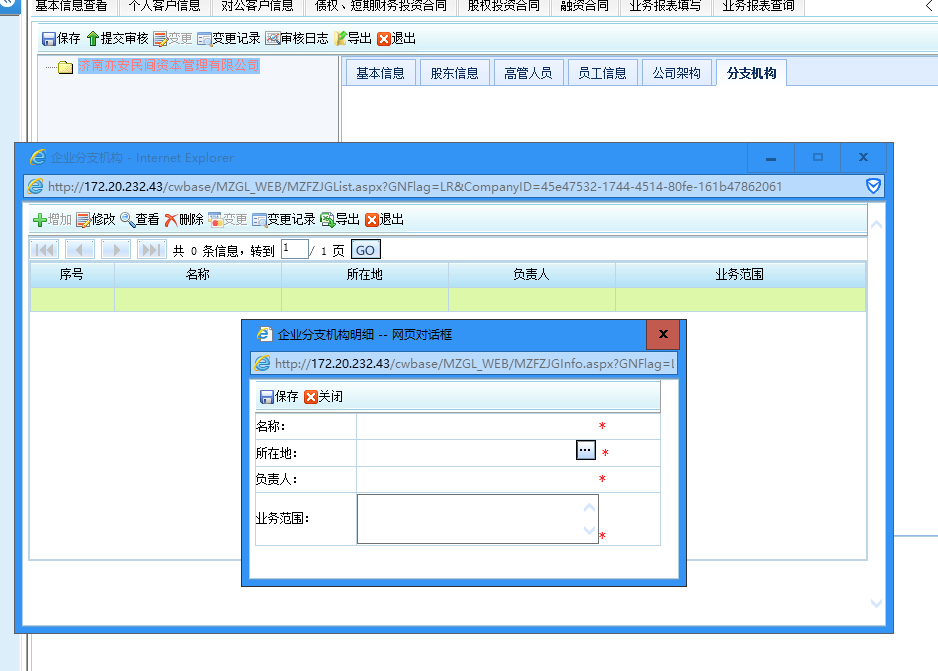 基本信息查看 个人客户信息 对公客户信息 债权、短期财务投资合同 股权投资合同 融资合同 业务报表填写 业务报表查询
保存 提交审核 变更 变更记录 审核日志 导出 退出
济南亦安民间资本管理有限公司
基本信息 股东信息 高管人员 员工信息 公司架构 分支机构
企业分支机构 - Internet Explorer
http://172.20.232.43/cwbase/MZGL_WEB/MZFZJGList.aspx?GNFlag=LR&CompanyID=45e47532-1744-4514-80fe-161b47862061
增加 修改 查看 删除 变更 变更记录 导出 退出
共 0 条信息，转到 1 / 1 页 GO
序号 名称 所在地 负责人 业务范围
企业分支机构明细 -- 网页对话框
http://172.20.232.43/cwbase/MZGL_WEB/MZFZJGInfo.aspx?GNFlag=L
保存 关闭
名称： *
所在地： ... *
负责人： *
业务范围： *